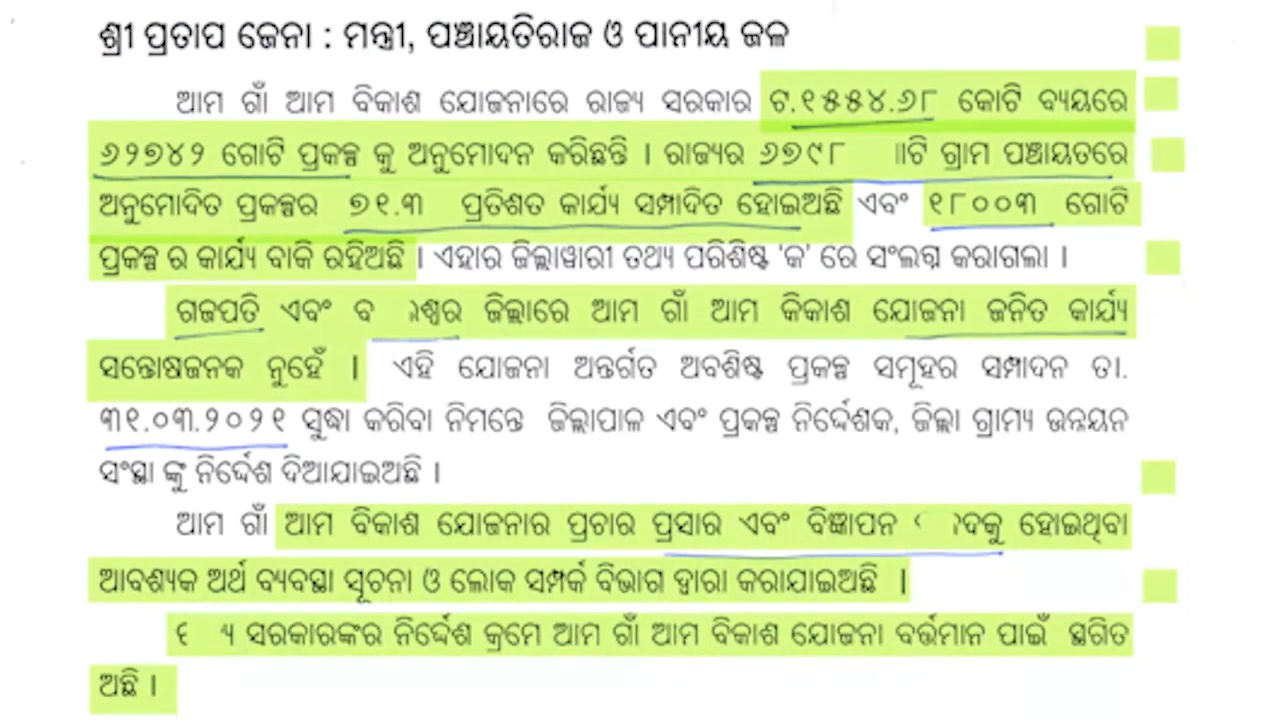 ଶ୍ରୀ ପ୍ରତାପ ଜେନା : ମନ୍ତ୍ରୀ, ପଞ୍ଚାୟତିରାଜ ଓ ପାନୀୟ ଜଳ
ଆମ ଗାଁ ଆମ ବିକାଶ ଯୋଜନାରେ ରାଜ୍ୟ ସରକାର ଟ.୧୫୫୪.୬୮ କୋଟି ବ୍ୟୟରେ
୬୨୭୪୨ ଗୋଟି ପ୍ରକଳ୍ପ କୁ ଅନୁମୋଦନ କରିଛନ୍ତି । ରାଜ୍ୟର ୬୭୯୮ ଗ୍ରାମ ପଞ୍ଚାୟତରେ
ଅନୁମୋଦିତ ପ୍ରକଳ୍ପର ୭୧.୩ ପ୍ରତିଶତ କାର୍ଯ୍ୟ ସମ୍ପାଦିତ ହୋଇଅଛି ଏବଂ ୧୮୦୦୩ ଗୋଟି
ପ୍ରକଳ୍ପ ର କାର୍ଯ୍ୟ ବାକି ରହିଅଛି । ଏହାର ଜିଲ୍ଲାୱାରୀ ତଥ୍ୟ ପରିଶିଷ୍ଟ ‘କ’ ରେ ସଂଲଗ୍ନ କରାଗଲା ।
ଗଜପତି ଏବଂ ଜିଲ୍ଲାରେ ଆମ ଗାଁ ଆମ କିକାଶ ଯୋଜନା ଜନିତ କାର୍ଯ୍ୟ
ସନ୍ତୋଷଜନକ ନୁହେଁ । ଏହି ଯୋଜନା ଅନ୍ତର୍ଗତ ଅବଶିଷ୍ଟ ପ୍ରକଳ୍ପ ସମୂହର ସମ୍ପାଦନ ତା.
୩୧.୦୩.୨୦୨୧ ସୁଦ୍ଧା କରିବା ନିମନ୍ତେ ଜିଲ୍ଲାପାଳ ଏବଂ ପ୍ରକଳ୍ପ ନିର୍ଦ୍ଦେଶକ, ଜିଲ୍ଲା ଗ୍ରାମ୍ୟ ଉନ୍ନୟନ
ସଂସ୍ଥା ଙ୍କୁ ନିର୍ଦ୍ଦେଶ ଦିଆଯାଇଅଛି ।
ଆମ ଗାଁ ଆମ ବିକାଶ ଯୋଜନାର ପ୍ରଚାର ପ୍ରସାର ଏବଂ ବିଜ୍ଞାପନ ହୋଇଥିବା
ଆବଶ୍ୟକ ଅର୍ଥ ବ୍ୟବସ୍ଥା ସୂଚନା ଓ ଲୋକ ସମ୍ପର୍କ ବିଭାଗ ଦ୍ୱାରା କରାଯାଇଅଛି ।
ସରକାରଙ୍କର ନିର୍ଦ୍ଦେଶ କ୍ରମେ ଆମ ଗାଁ ଆମ ବିକାଶ ଯୋଜନା ବର୍ତ୍ତମାନ ପାଇଁ ସ୍ଥଗିତ
ଅଛି ।